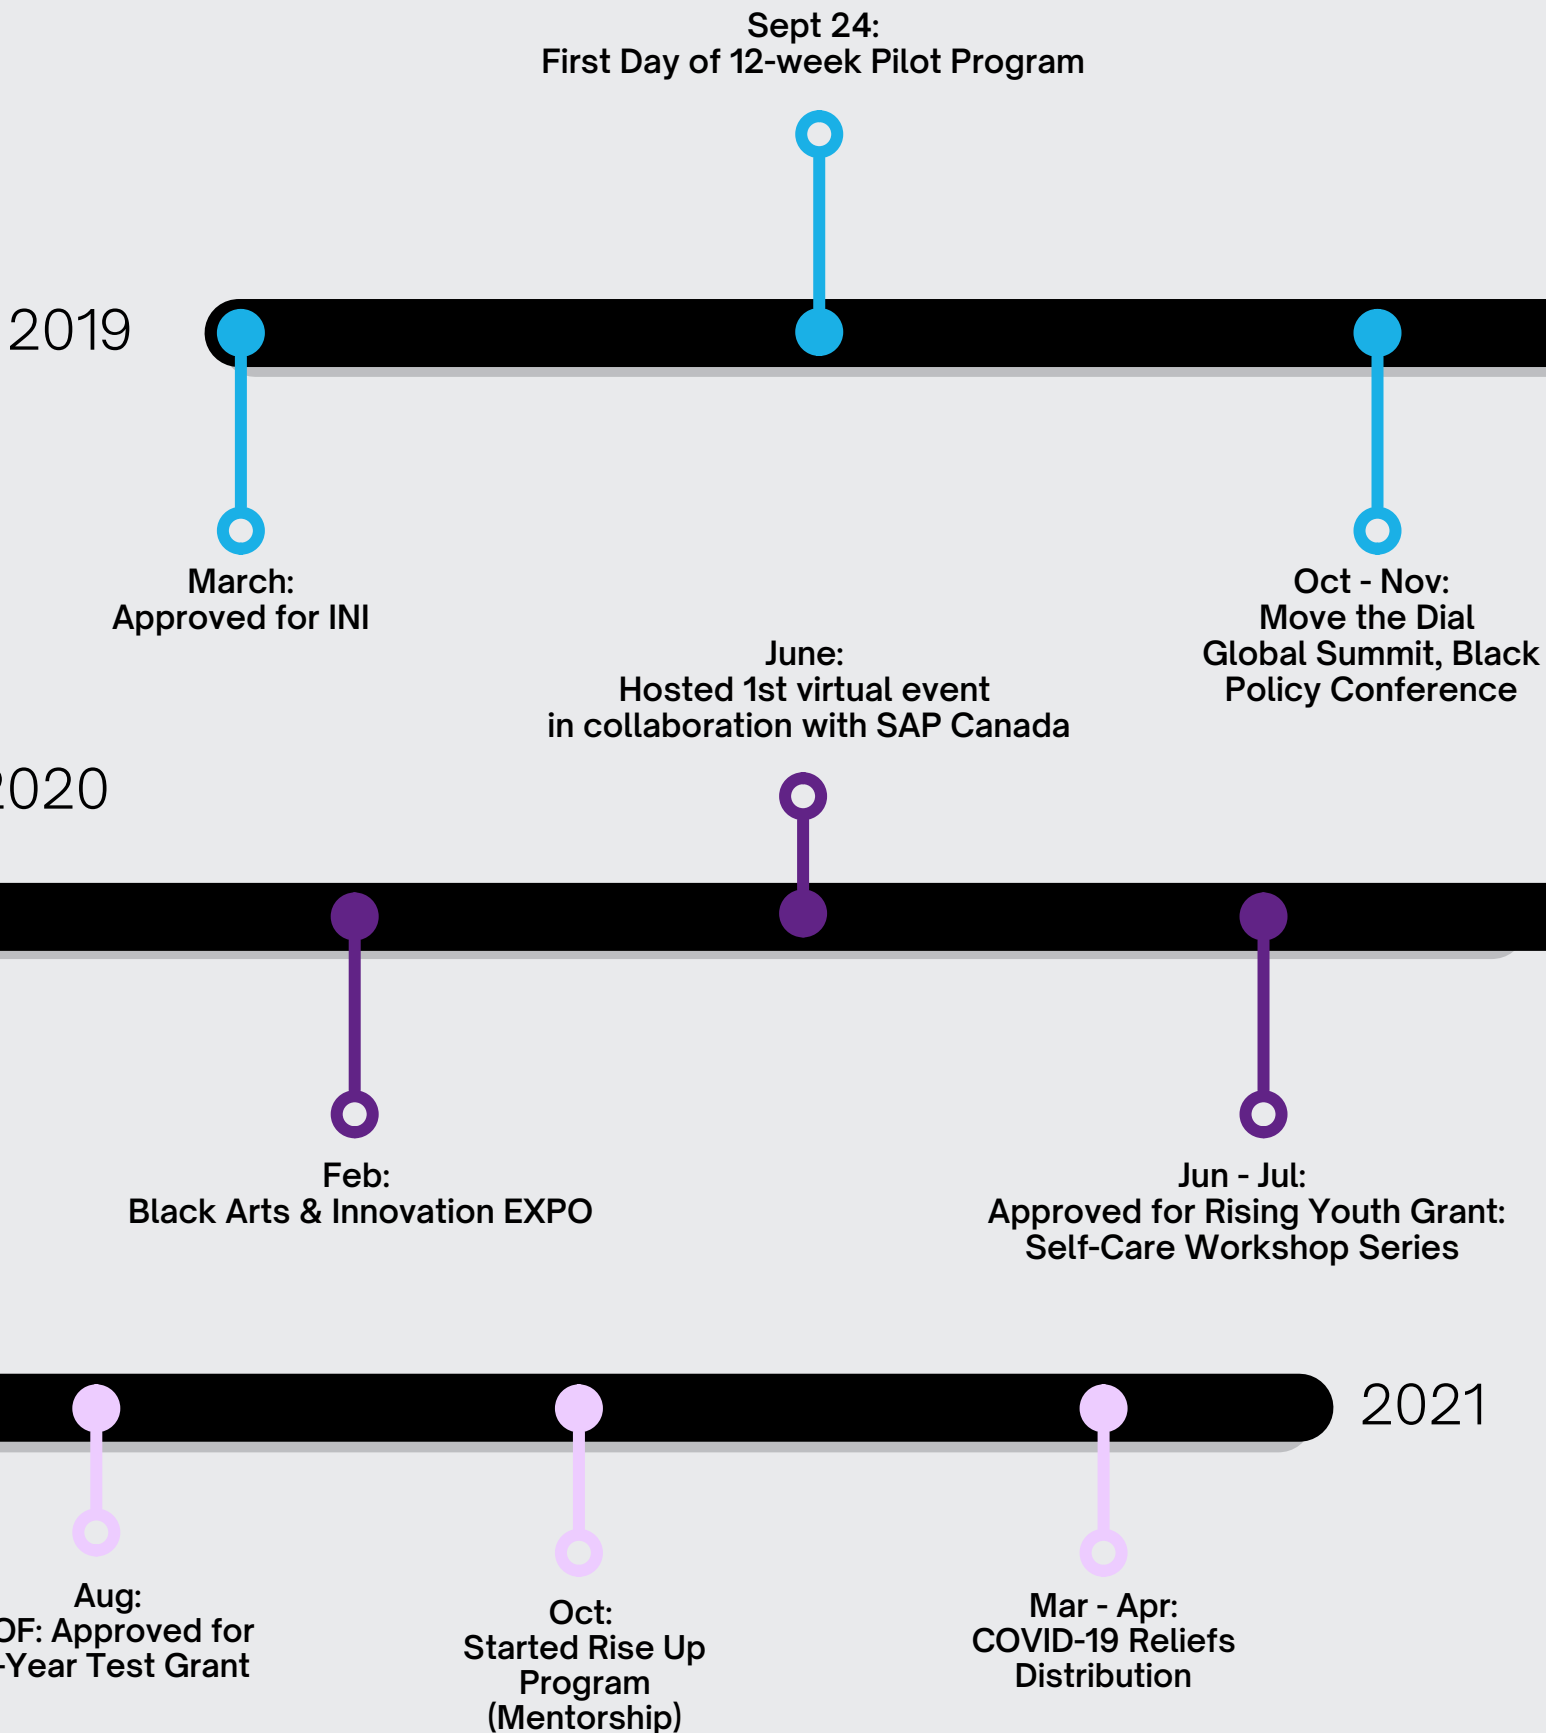 Sept 24:
First Day of 12-week Pilot Program
2019
March:
Approved for INI
Oct - Nov:
Move the Dial
Global Summit, Black
Policy Conference
June:
Hosted 1st virtual event
in collaboration with SAP Canada
2020
Feb:
Black Arts & Innovation EXPO
Jun - Jul:
Approved for Rising Youth Grant:
Self-Care Workshop Series
2021
Aug:
OF: Approved for
-Year Test Grant
Oct:
Started Rise Up
Program
(Mentorship)
Mar - Apr:
COVID-19 Reliefs
Distribution